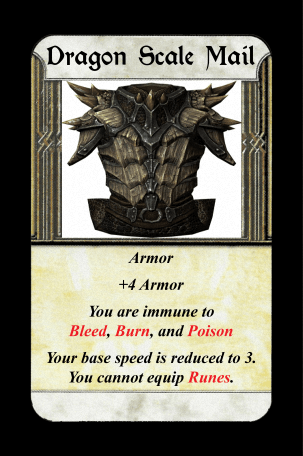 Dragon Scale Mail
Armor
+4 Armor
You are immune to
Bleed, Burn, and Poison
Your base speed is reduced to 3.
You cannot equip Runes.